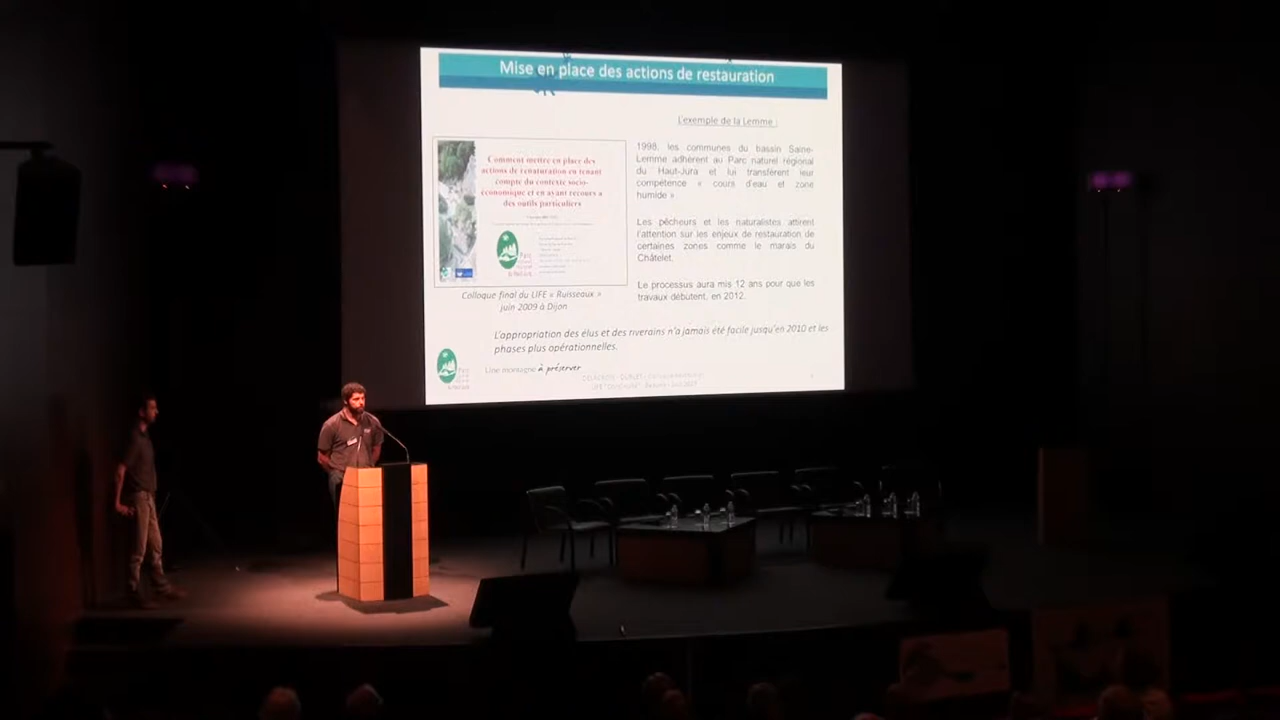 Mise en place des actions de restauration
L'exemple de la Lemme :
Comment mettre en place des
actions de renaturation en tenant
compte du contexte socio-
économique et en ayant recours a
des outils particuliers
Parc
Colloque final du LIFE « Ruisseaux »
juin 2009 à Dijon
1998, les communes du bassin Saine-
Lemme adhèrent au Parc naturel régional
du Haut-Jura et lui transfèrent leur
compétence « cours d'eau et zone
humide »
Les pêcheurs et les naturalistes attirent
l'attention sur les enjeux de restauration de
certaines zones comme le marais du
Châtelet.
Le processus aura mis 12 ans pour que les
travaux débutent, en 2012.
L'appropriation des élus et des riverains n'a jamais été facile jusqu'en 2010 et les
phases plus opérationnelles.
Une montagne à préserver